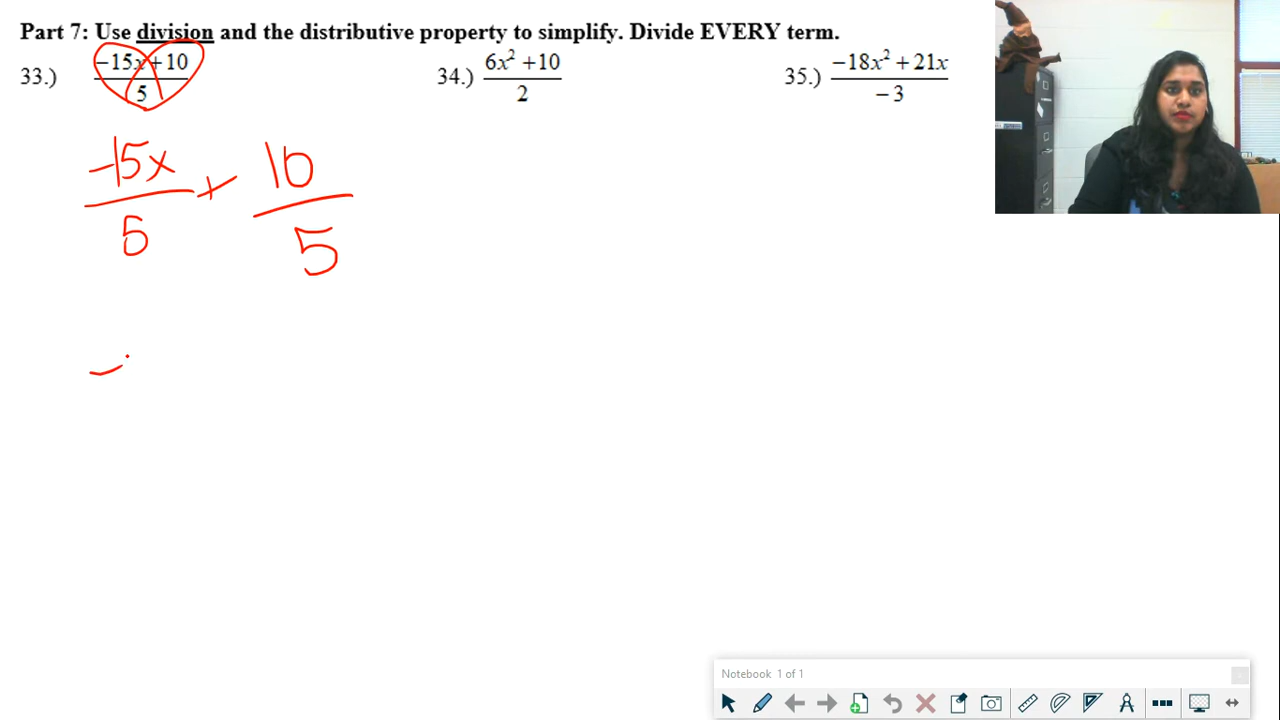 Part 7: Use division and the distributive property to simplify. Divide EVERY term.
33.) (−15x+10)/5 34.) (6x² +10)/2 35.) (−18x² +21x)/−3
-15x/5 + 10/5
-
Notebook 1 of 1